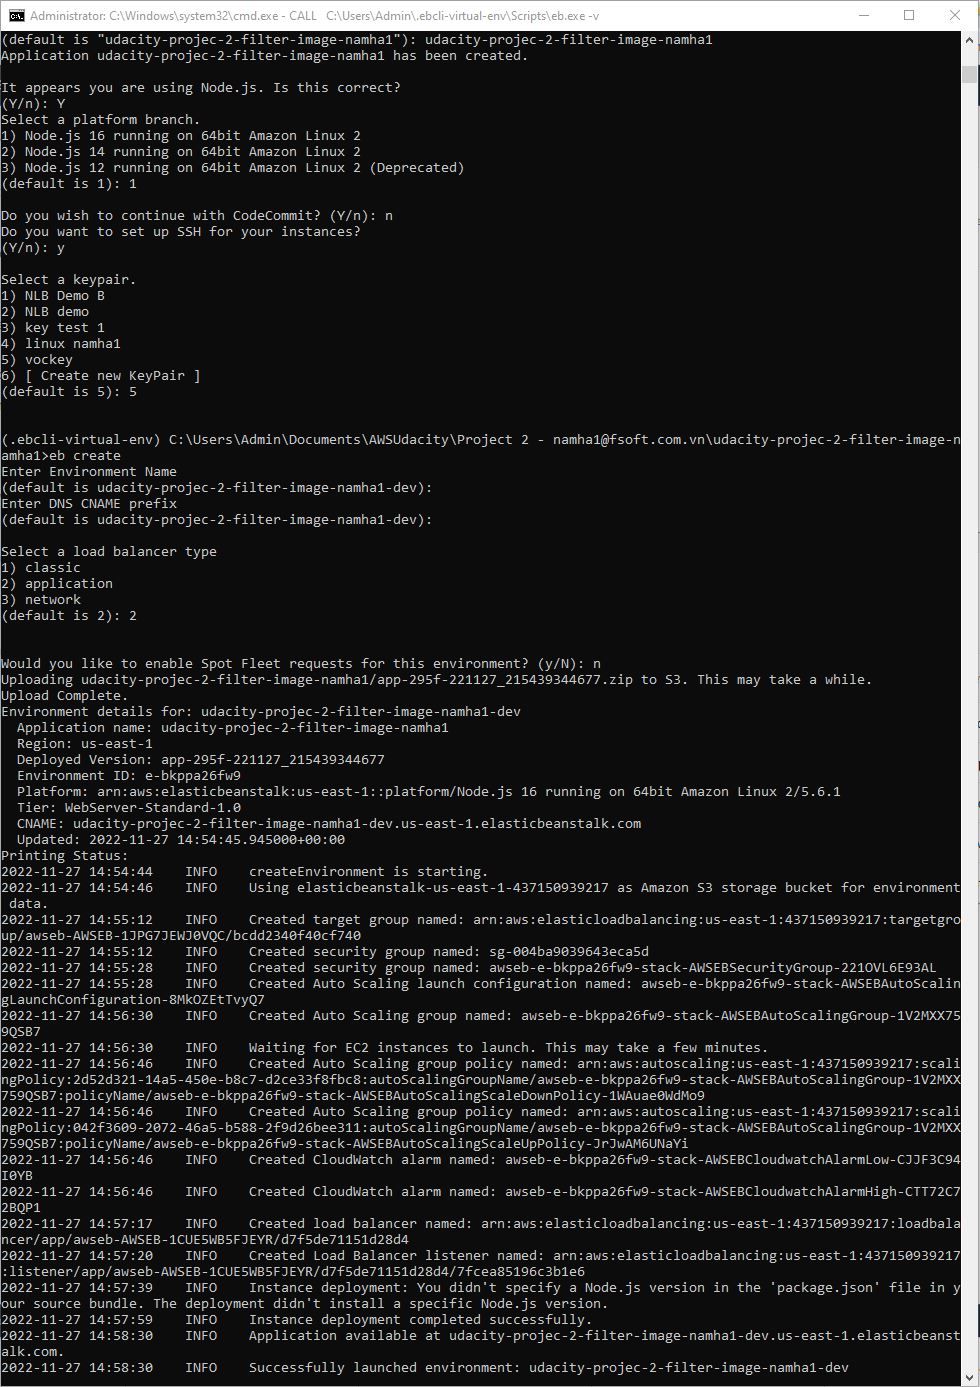 Administrator: C:\Windows\system32\cmd.exe - CALL C:\Users\Admin\.ebcli-virtual-env\Scripts\eb.exe -v
(default is "udacity-projec-2-filter-image-namha1"): udacity-projec-2-filter-image-namha1
Application udacity-projec-2-filter-image-namha1 has been created.
It appears you are using Node.js. Is this correct?
(Y/n): Y
Select a platform branch.
1) Node.js 16 running on 64bit Amazon Linux 2
2) Node.js 14 running on 64bit Amazon Linux 2
3) Node.js 12 running on 64bit Amazon Linux 2 (Deprecated)
(default is 1): 1
Do you wish to continue with CodeCommit? (Y/n): n
Do you want to set up SSH for your instances?
(Y/n): y
Select a keypair.
1) NLB Demo B
2) NLB demo
3) key test 1
4) linux namha1
5) vockey
6) [ Create new KeyPair ]
(default is 5): 5
(.ebcli-virtual-env) C:\Users\Admin\Documents\AWSUdacity\Project 2 - namha1@fsoft.com.vn\udacity-projec-2-filter-image-n
amha1>eb create
Enter Environment Name
(default is udacity-projec-2-filter-image-namha1-dev):
Enter DNS CNAME prefix
(default is udacity-projec-2-filter-image-namha1-dev):
Select a load balancer type
1) classic
2) application
3) network
(default is 2): 2
Would you like to enable Spot Fleet requests for this environment? (y/N): n
Uploading udacity-projec-2-filter-image-namha1/app-295f-221127_215439344677.zip to S3. This may take a while.
Upload Complete.
Environment details for: udacity-projec-2-filter-image-namha1-dev
Application name: udacity-projec-2-filter-image-namha1
Region: us-east-1
Deployed Version: app-295f-221127_215439344677
Environment ID: e-bkppa26fw9
Platform: arn:aws:elasticbeanstalk:us-east-1::platform/Node.js 16 running on 64bit Amazon Linux 2/5.6.1
Tier: WebServer-Standard-1.0
CNAME: udacity-projec-2-filter-image-namha1-dev.us-east-1.elasticbeanstalk.com
Updated: 2022-11-27 14:54:45.945000+00:00
Printing Status:
2022-11-27 14:54:44 INFO createEnvironment is starting.
2022-11-27 14:54:46 INFO Using elasticbeanstalk-us-east-1-437150939217 as Amazon S3 storage bucket for environment
data.
2022-11-27 14:55:12 INFO Created target group named: arn:aws:elasticloadbalancing:us-east-1:437150939217:targetgro
up/awseb-AWSEB-1JPG7JEWJ0VQC/bcdd2340f40cf740
2022-11-27 14:55:12 INFO Created security group named: sg-004ba9039643eca5d
2022-11-27 14:55:28 INFO Created security group named: awseb-e-bkppa26fw9-stack-AWSEBSecurityGroup-221OVL6E93AL
2022-11-27 14:55:28 INFO Created Auto Scaling launch configuration named: awseb-e-bkppa26fw9-stack-AWSEBAutoScalin
gLaunchConfiguration-8MkOZEtTvyQ7
2022-11-27 14:56:30 INFO Created Auto Scaling group named: awseb-e-bkppa26fw9-stack-AWSEBAutoScalingGroup-1V2MXX75
9QSB7
2022-11-27 14:56:30 INFO Waiting for EC2 instances to launch. This may take a few minutes.
2022-11-27 14:56:46 INFO Created Auto Scaling group policy named: arn:aws:autoscaling:us-east-1:437150939217:scali
ngPolicy:2d52d321-14a5-450e-b8c7-d2ce33f8fbc8:autoScalingGroupName/awseb-e-bkppa26fw9-stack-AWSEBAutoScalingGroup-1V2MXX
759QSB7:policyName/awseb-e-bkppa26fw9-stack-AWSEBAutoScalingScaleDownPolicy-1WAuae0WdMo9
2022-11-27 14:56:46 INFO Created Auto Scaling group policy named: arn:aws:autoscaling:us-east-1:437150939217:scali
ngPolicy:042f3609-2072-46a5-b588-2f9d26bee311:autoScalingGroupName/awseb-e-bkppa26fw9-stack-AWSEBAutoScalingGroup-1V2MXX
759QSB7:policyName/awseb-e-bkppa26fw9-stack-AWSEBAutoScalingScaleUpPolicy-JrJwAM6UNaYi
2022-11-27 14:56:46 INFO Created CloudWatch alarm named: awseb-e-bkppa26fw9-stack-AWSEBCloudwatchAlarmLow-CJJF3C94
I0YB
2022-11-27 14:56:46 INFO Created CloudWatch alarm named: awseb-e-bkppa26fw9-stack-AWSEBCloudwatchAlarmHigh-CTT72C7
2BQP1
2022-11-27 14:57:17 INFO Created load balancer named: arn:aws:elasticloadbalancing:us-east-1:437150939217:loadbala
ncer/app/awseb-AWSEB-1CUE5WB5FJEYR/d7f5de71151d28d4
2022-11-27 14:57:20 INFO Created Load Balancer listener named: arn:aws:elasticloadbalancing:us-east-1:437150939217
:listener/app/awseb-AWSEB-1CUE5WB5FJEYR/d7f5de71151d28d4/7fcea85196c3b1e6
2022-11-27 14:57:39 INFO Instance deployment: You didn't specify a Node.js version in the 'package.json' file in y
our source bundle. The deployment didn't install a specific Node.js version.
2022-11-27 14:57:59 INFO Instance deployment completed successfully.
2022-11-27 14:58:30 INFO Application available at udacity-projec-2-filter-image-namha1-dev.us-east-1.elasticbeanst
alk.com.
2022-11-27 14:58:30 INFO Successfully launched environment: udacity-projec-2-filter-image-namha1-dev